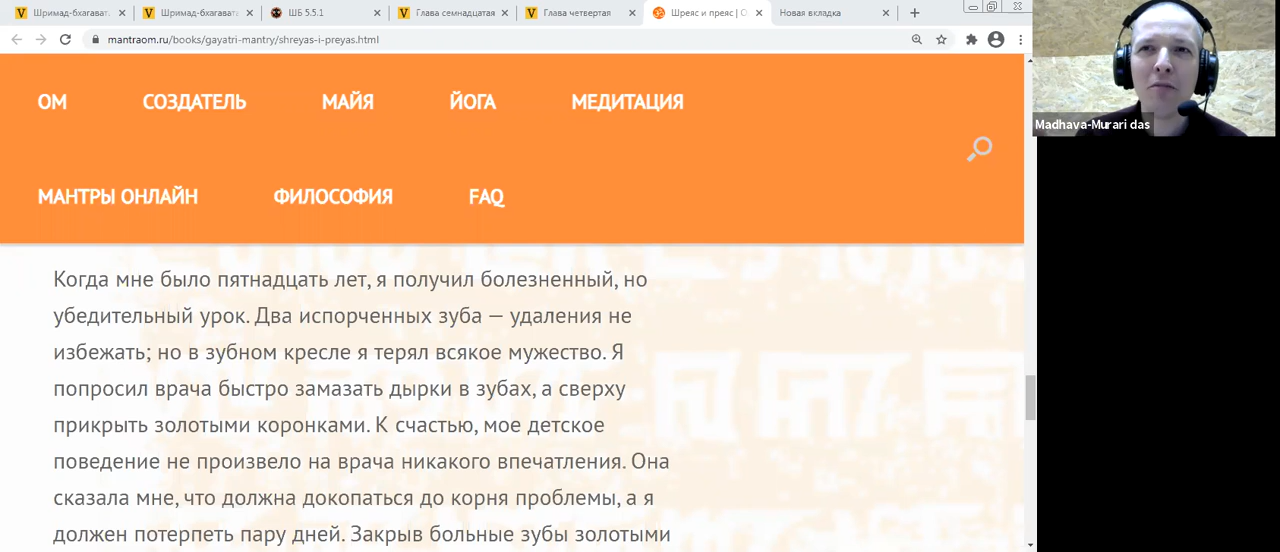 Шримад-бхагават
Шримад-бхагават
ШБ 5.5.1
Глава семнадцатая
Глава четвертая
Шреяс и преяс | О
Новая вкладка
mantraom.ru/books/gayatri-mantry/shreyas-i-preyas.html
ОМ СОЗДАТЕЛЬ МАЙЯ ЙОГА МЕДИТАЦИЯ
МАНТРЫ ОНЛАЙН ФИЛОСОФИЯ FAQ
Madhava-Murari das
Когда мне было пятнадцать лет, я получил болезненный, но
убедительный урок. Два испорченных зуба — удаления не
избежать; но в зубном кресле я терял всякое мужество. Я
попросил врача быстро замазать дырки в зубах, а сверху
прикрыть золотыми коронками. К счастью, мое детское
поведение не произвело на врача никакого впечатления. Она
сказала мне, что должна докопаться до корня проблемы, а я
должен потерпеть пару дней. Закрыв больные зубы золотыми